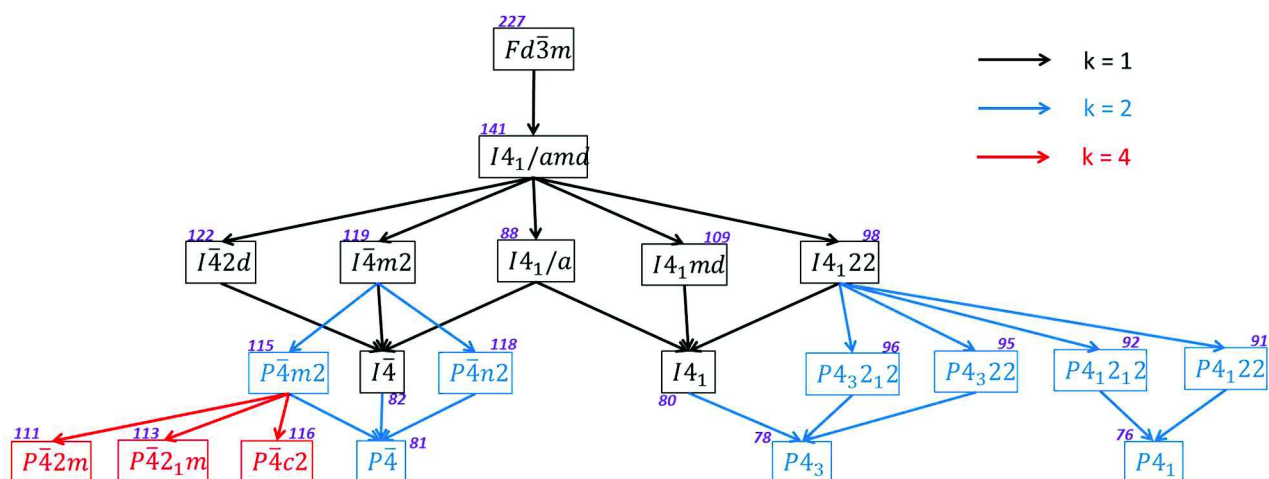 227
Fd3̅m
k = 1
k = 2
k = 4
141
I4₁/amd
122
I4̅2d
119
I4̅m2
88
I4₁/a
109
I4₁md
98
I4₁22
115
P4̅m2
I4̅
82
118
P4̅n2
I4₁
80
96
P4₃2₁2
95
P4₃22
92
P4₁2₁2
91
P4₁22
111
P4̅2m
113
P4̅2₁m
116
P4̅c2
81
P4̅
78
P4₃
76
P4₁